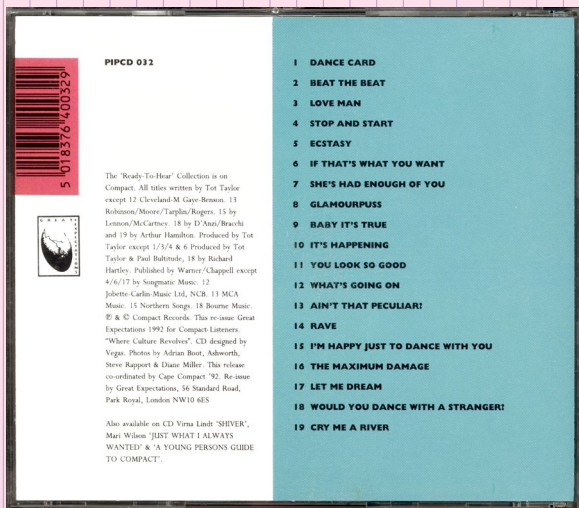 PIPCD 032
5 018376 400329
GREAT
EXPECTATIONS
The 'Ready-To-Hear' Collection is on
Compact. All titles written by Tot Taylor
except 12 Cleveland-M Gaye-Benson. 13
Robinson/Moore/Tarplin/Rogers. 15 by
Lennon/McCartney. 18 by D'Anzi/Bracchi
and 19 by Arthur Hamilton. Produced by Tot
Taylor except 1/3/4 & 6 Produced by Tot
Taylor & Paul Bultitude, 18 by Richard
Hartley. Published by Warner/Chappell except
4/6/17 by Songmatic Music. 12
Jobette-Carlin-Music Ltd, NCB. 13 MCA
Music. 15 Northern Songs. 18 Bourne Music.
℗ & © Compact Records. This re-issue Great
Expectations 1992 for Compact Listeners.
"Where Culture Revolves". CD designed by
Vegas. Photos by Adrian Boot, Ashworth,
Steve Rapport & Diane Miller. This release
co-ordinated by Cape Compact '92. Re-issue
by Great Expectations, 56 Standard Road,
Park Royal, London NW10 6ES
Also available on CD Virna Lindt 'SHIVER',
Mari Wilson 'JUST WHAT I ALWAYS
WANTED' & 'A YOUNG PERSONS GUIDE
TO COMPACT'.
1 DANCE CARD
2 BEAT THE BEAT
3 LOVE MAN
4 STOP AND START
5 ECSTASY
6 IF THAT'S WHAT YOU WANT
7 SHE'S HAD ENOUGH OF YOU
8 GLAMOURPUSS
9 BABY IT'S TRUE
10 IT'S HAPPENING
11 YOU LOOK SO GOOD
12 WHAT'S GOING ON
13 AIN'T THAT PECULIAR?
14 RAVE
15 I'M HAPPY JUST TO DANCE WITH YOU
16 THE MAXIMUM DAMAGE
17 LET ME DREAM
18 WOULD YOU DANCE WITH A STRANGER?
19 CRY ME A RIVER